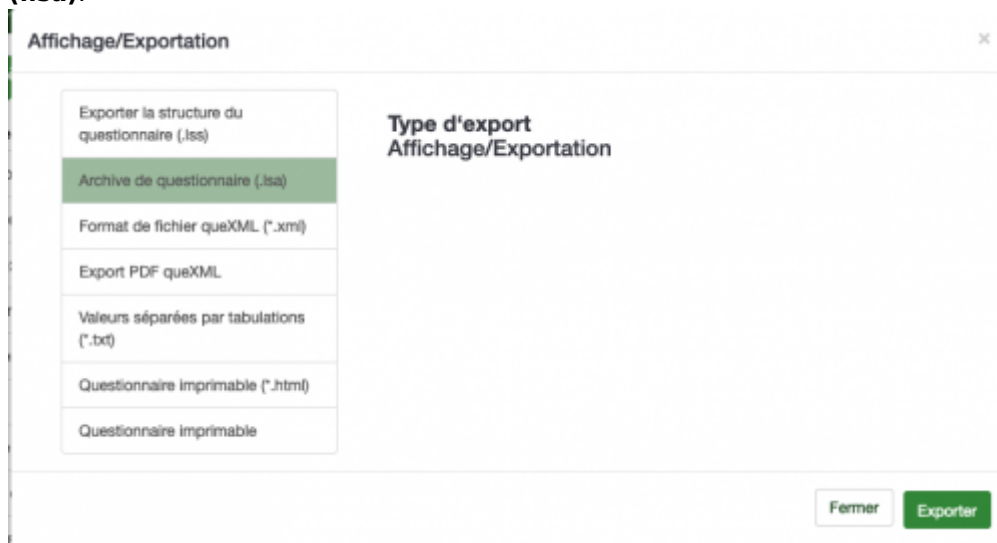 Affichage/Exportation
×
Exporter la structure du
questionnaire (.lss)
Archive de questionnaire (.lsa)
Format de fichier queXML (*.xml)
Export PDF queXML
Valeurs séparées par tabulations
(*.txt)
Questionnaire imprimable (*.html)
Questionnaire imprimable
Type d'export
Affichage/Exportation
Fermer
Exporter